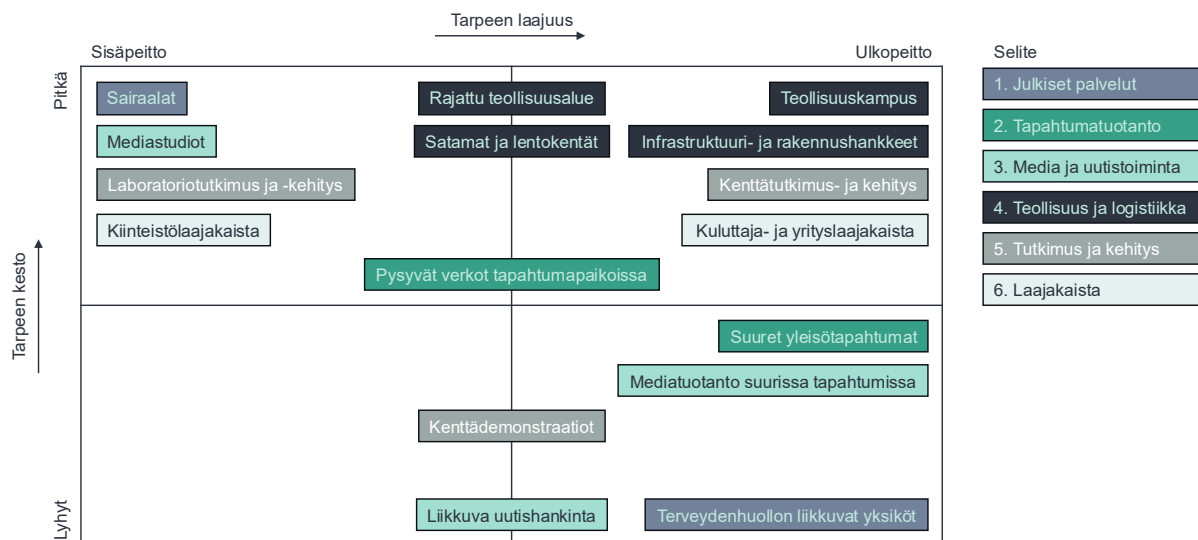 Tarpeen laajuus
Sisäpeitto
Ulkopeitto
Selite
Pitkä
Sairaalat
Rajattu teollisuusalue
Teollisuuskampus
1. Julkiset palvelut
Mediastudiot
Satamat ja lentokentät
Infrastruktuuri- ja rakennushankkeet
2. Tapahtumatuotanto
Laboratoriotutkimus ja -kehitys
Kenttätutkimus- ja kehitys
3. Media ja uutistoiminta
Kiinteistölaajakaista
Kuluttaja- ja yrityslaajakaista
4. Teollisuus ja logistiikka
Pysyvät verkot tapahtumapaikoissa
5. Tutkimus ja kehitys
6. Laajakaista
Tarpeen kesto
Suuret yleisötapahtumat
Mediatuotanto suurissa tapahtumissa
Kenttädemonstraatiot
Lyhyt
Liikkuva uutishankinta
Terveydenhuollon liikkuvat yksiköt